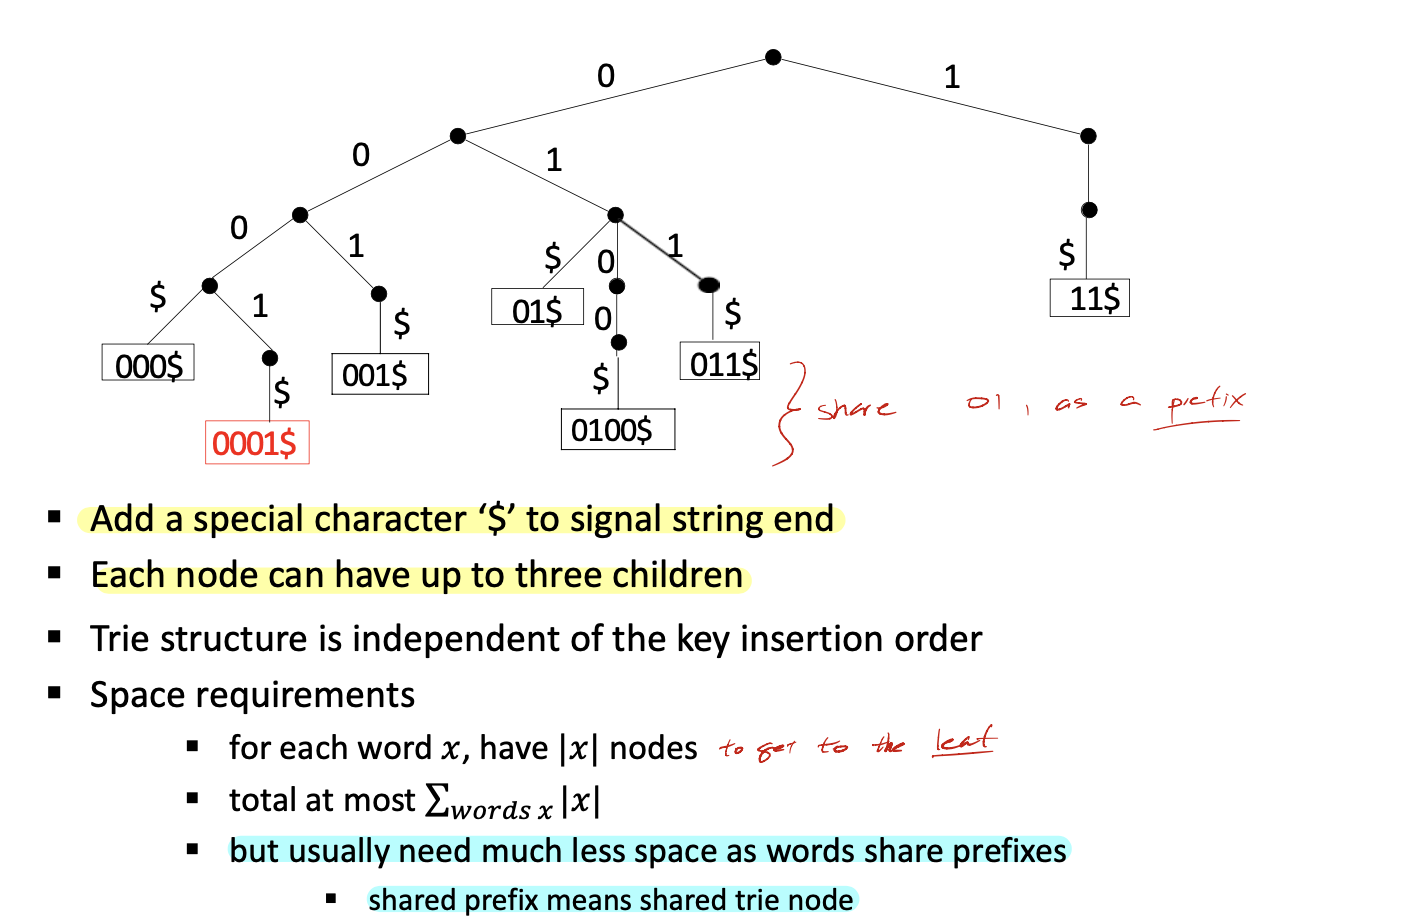 0 1
0 1
0 1 $ 0 1
$ 1 $ 0 $ $
01$ 11$
000$ $ 001$ $ 011$
0001$ 0100$ share 01, as a prefix
▪ Add a special character ‘$’ to signal string end
▪ Each node can have up to three children
▪ Trie structure is independent of the key insertion order
▪ Space requirements
▪ for each word x, have |x| nodes to get to the leaf
▪ total at most ∑words x |x|
▪ but usually need much less space as words share prefixes
▪ shared prefix means shared trie node